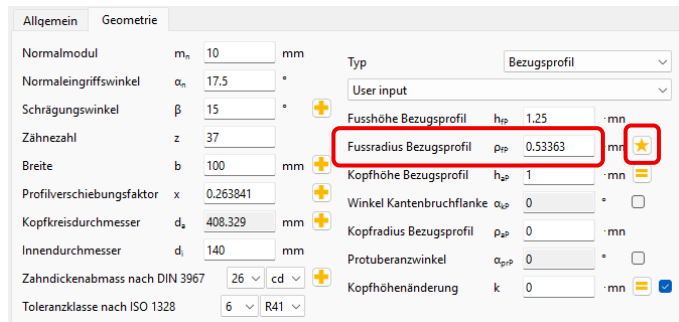 Allgemein Geometrie
Normalmodul mₙ 10 mm
Normaleingriffswinkel αₙ 17.5 °
Schrägungswinkel β 15 °
Zähnezahl z 37
Breite b 100 mm
Profilverschiebungsfaktor x 0.263841
Kopfkreisdurchmesser dₐ 408.329 mm
Innendurchmesser dᵢ 140 mm
Zahndickenabmass nach DIN 3967 26 cd
Toleranzklasse nach ISO 1328 6 R41
Typ Bezugsprofil
User input
Fusshöhe Bezugsprofil hfP 1.25 ·mn
Fussradius Bezugsprofil ρfP 0.53363 ·mn
Kopfhöhe Bezugsprofil haP 1 ·mn
Winkel Kantenbruchflanke αKP 0 °
Kopfradius Bezugsprofil ρaP 0 ·mn
Protuberanzwinkel αprP 0 °
Kopfhöhenänderung k 0 ·mn